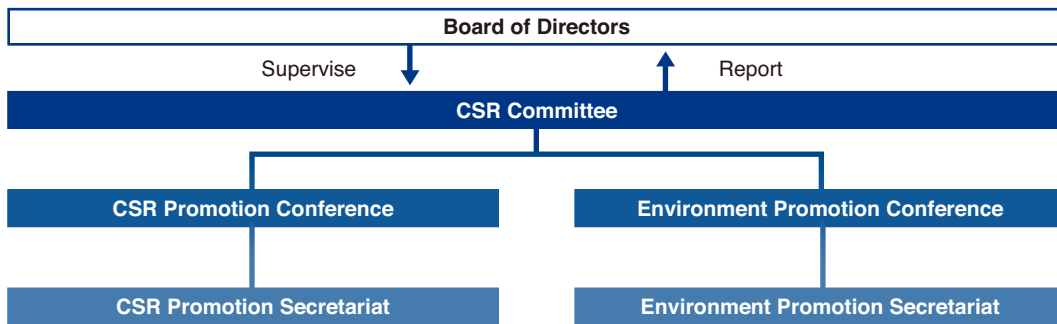 Board of Directors
Supervise
Report
CSR Committee
CSR Promotion Conference
Environment Promotion Conference
CSR Promotion Secretariat
Environment Promotion Secretariat